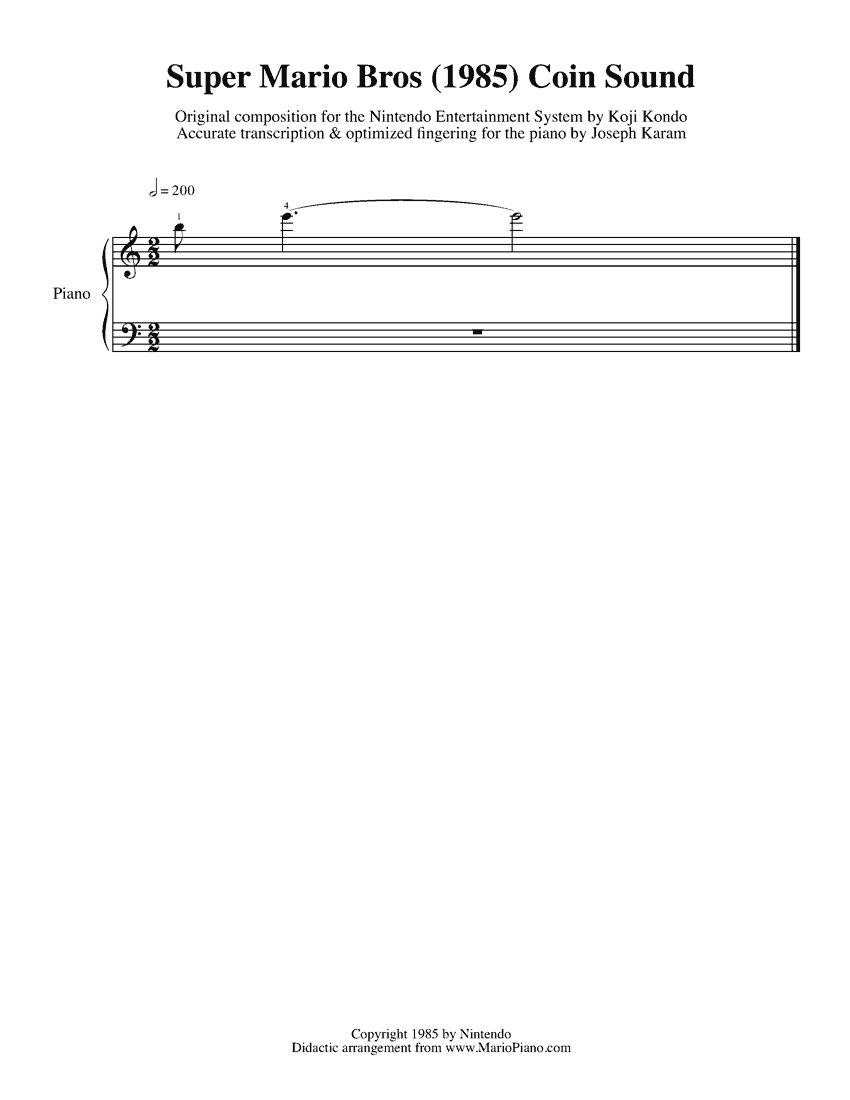 Super Mario Bros (1985) Coin Sound
Original composition for the Nintendo Entertainment System by Koji Kondo
Accurate transcription & optimized fingering for the piano by Joseph Karam
𝅗𝅥 = 200
1
4
2
2
Piano
2
2
Copyright 1985 by Nintendo
Didactic arrangement from www.MarioPiano.com